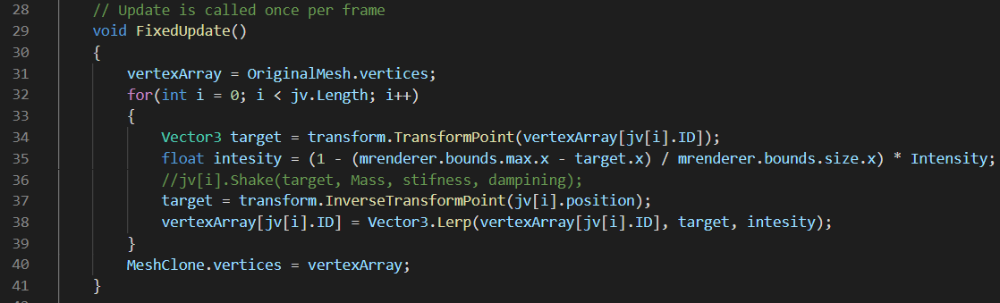 28 // Update is called once per frame
29 void FixedUpdate()
30 {
31 vertexArray = OriginalMesh.vertices;
32 for(int i = 0; i < jv.Length; i++)
33 {
34 Vector3 target = transform.TransformPoint(vertexArray[jv[i].ID]);
35 float intesity = (1 - (mrenderer.bounds.max.x - target.x) / mrenderer.bounds.size.x) * Intensity;
36 //jv[i].Shake(target, Mass, stifness, dampining);
37 target = transform.InverseTransformPoint(jv[i].position);
38 vertexArray[jv[i].ID] = Vector3.Lerp(vertexArray[jv[i].ID], target, intesity);
39 }
40 MeshClone.vertices = vertexArray;
41 }